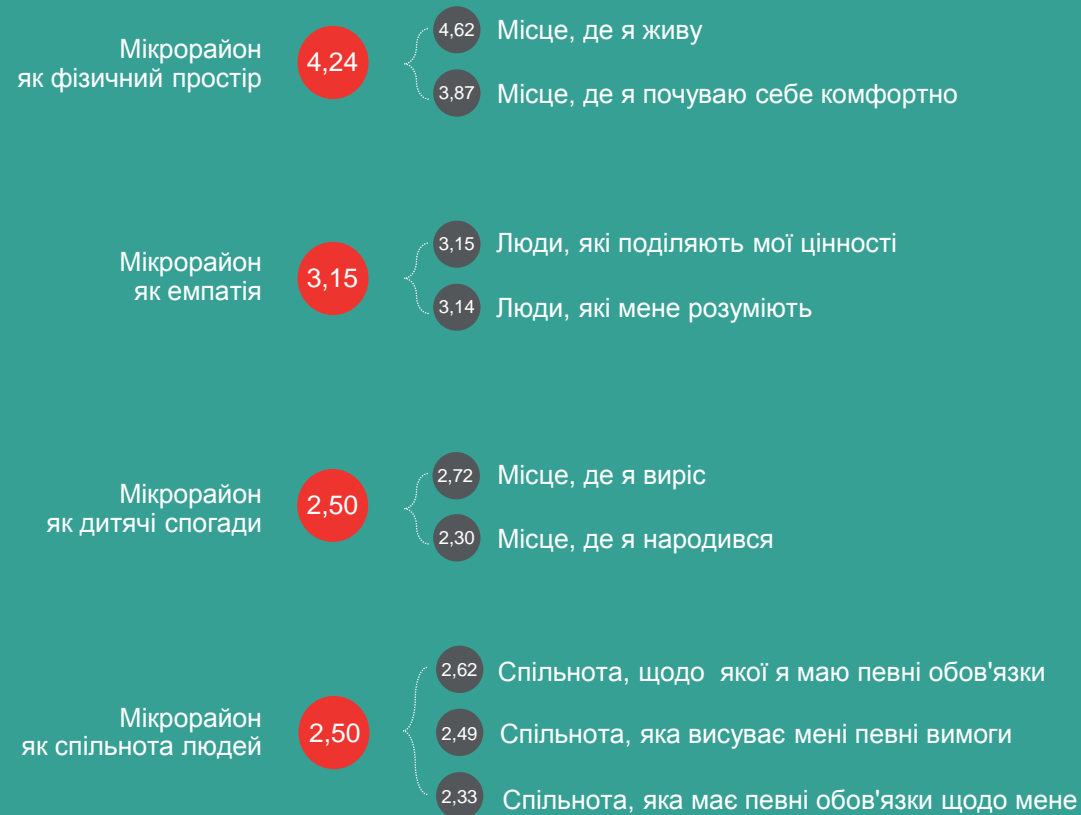 Мікрорайон
як фізичний простір
4,24
4,62 Місце, де я живу
3,87 Місце, де я почуваю себе комфортно
Мікрорайон
як емпатія
3,15
3,15 Люди, які поділяють мої цінності
3,14 Люди, які мене розуміють
Мікрорайон
як дитячі спогади
2,50
2,72 Місце, де я виріс
2,30 Місце, де я народився
Мікрорайон
як спільнота людей
2,50
2,62 Спільнота, щодо якої я маю певні обов'язки
2,49 Спільнота, яка висуває мені певні вимоги
2,33 Спільнота, яка має певні обов'язки щодо мене